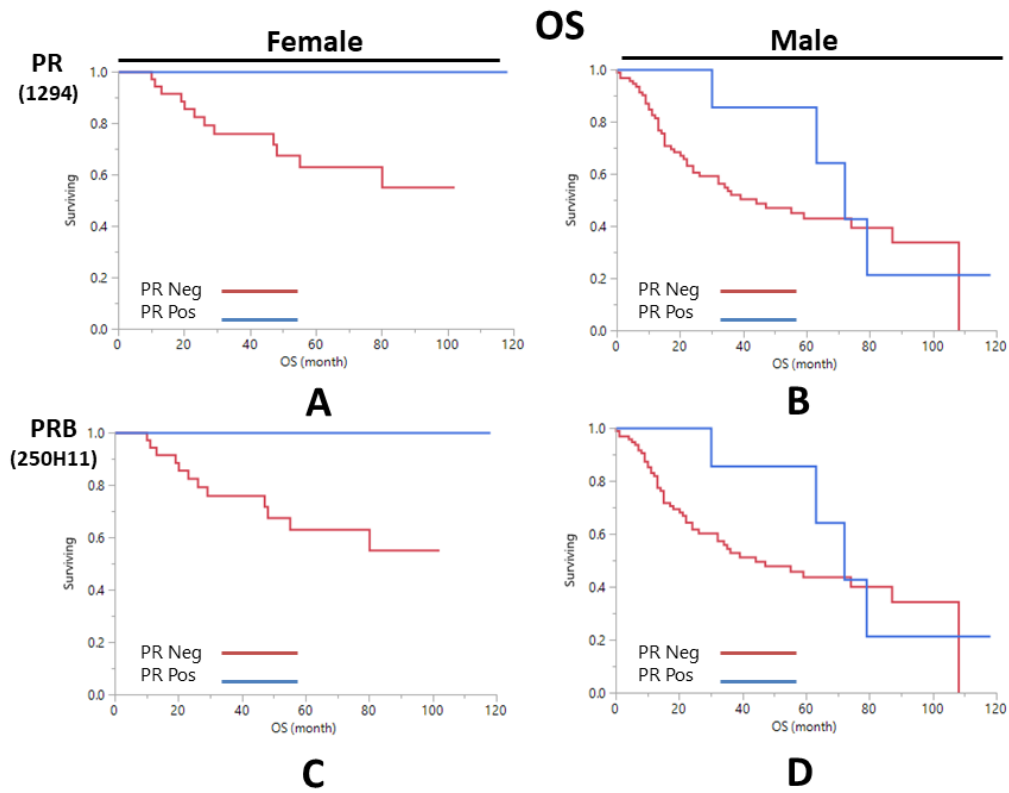 OS
Female
Male
PR
(1294)
1.0
0.8
0.6
0.4
0.2
0.0
Surviving
PR Neg
PR Pos
0 20 40 60 80 100 120
OS (month)
A
1.0
0.8
0.6
0.4
0.2
0.0
Surviving
PR Neg
PR Pos
0 20 40 60 80 100 120
OS (month)
B
PRB
(250H11)
1.0
0.8
0.6
0.4
0.2
0.0
Surviving
PR Neg
PR Pos
0 20 40 60 80 100 120
OS (month)
C
1.0
0.8
0.6
0.4
0.2
0.0
Surviving
PR Neg
PR Pos
0 20 40 60 80 100 120
OS (month)
D